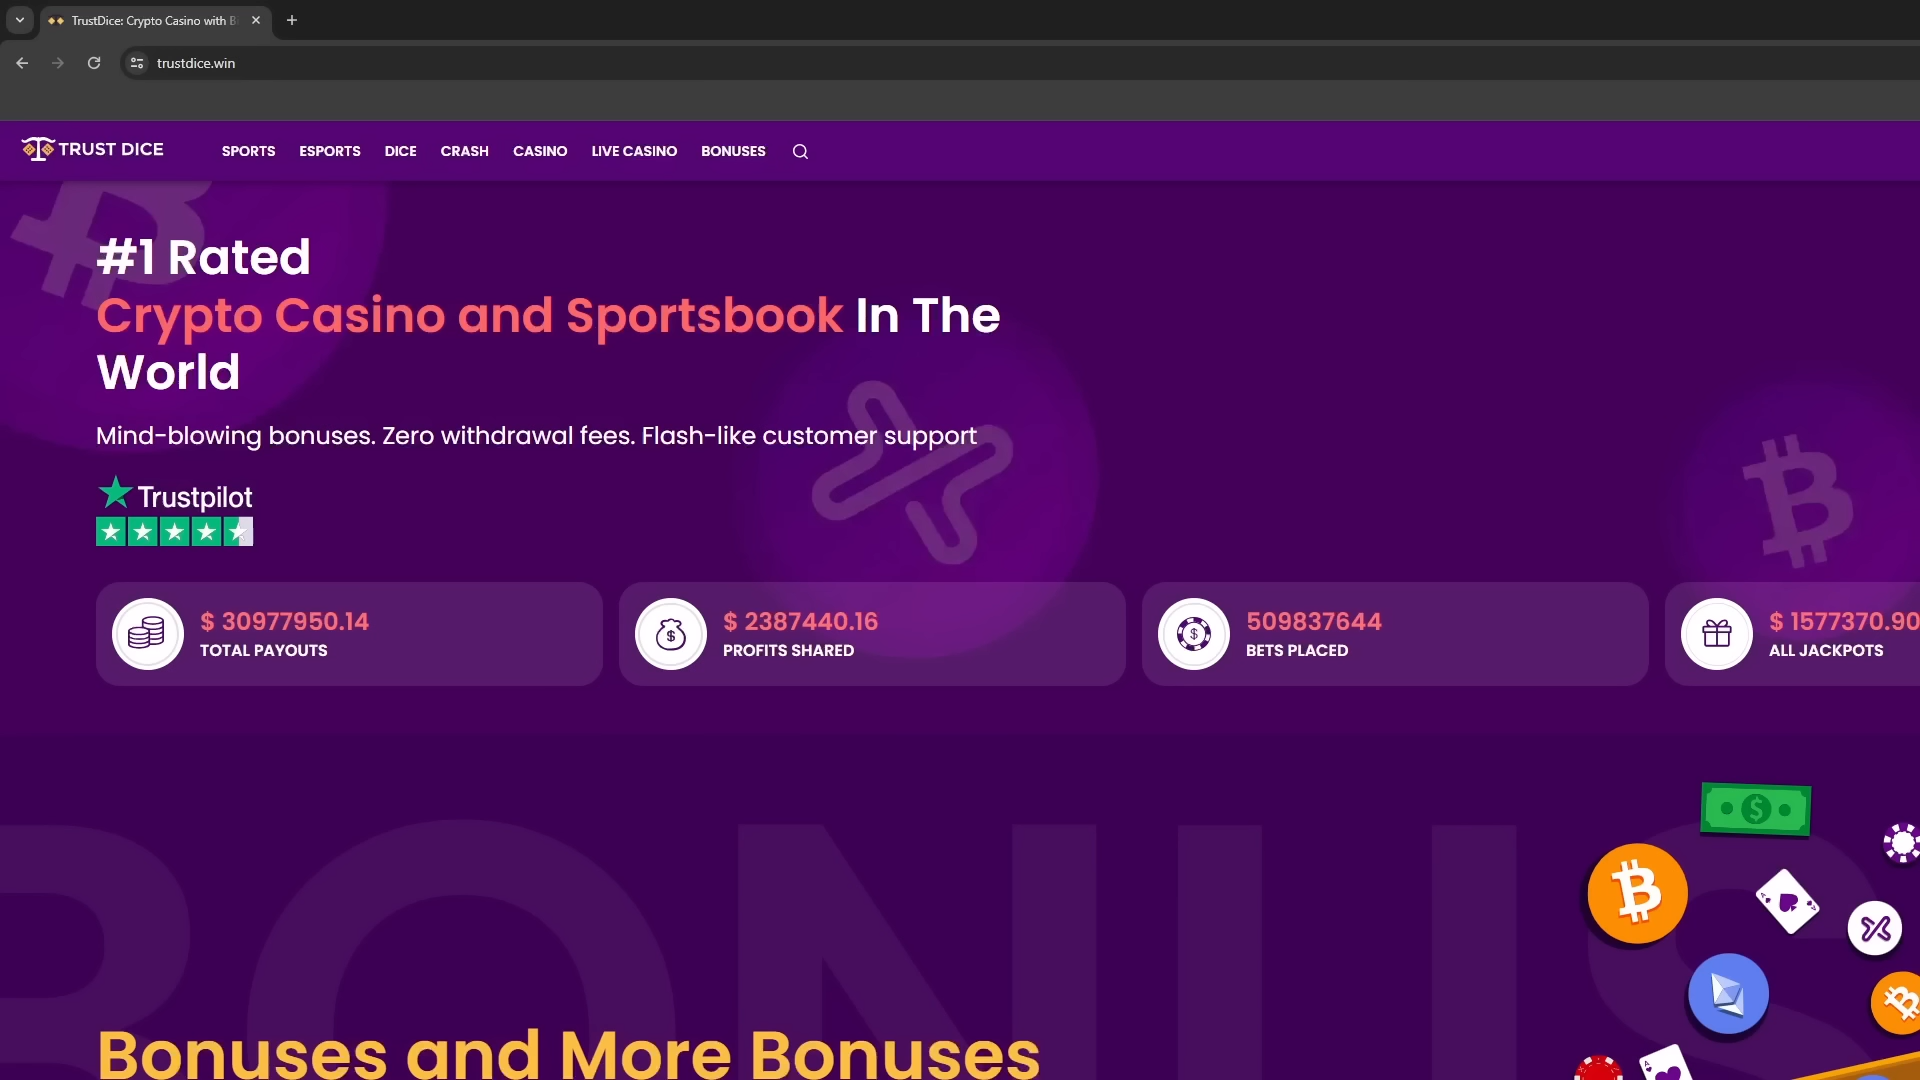 TrustDice: Crypto Casino with B
trustdice.win
TRUST DICE
SPORTS
ESPORTS
DICE
CRASH
CASINO
LIVE CASINO
BONUSES
#1 Rated
Crypto Casino and Sportsbook In The
World
Mind-blowing bonuses. Zero withdrawal fees. Flash-like customer support
Trustpilot
$ 30977950.14
TOTAL PAYOUTS
$ 2387440.16
PROFITS SHARED
509837644
BETS PLACED
$ 1577370.90
ALL JACKPOTS
BONUS
Bonuses and More Bonuses